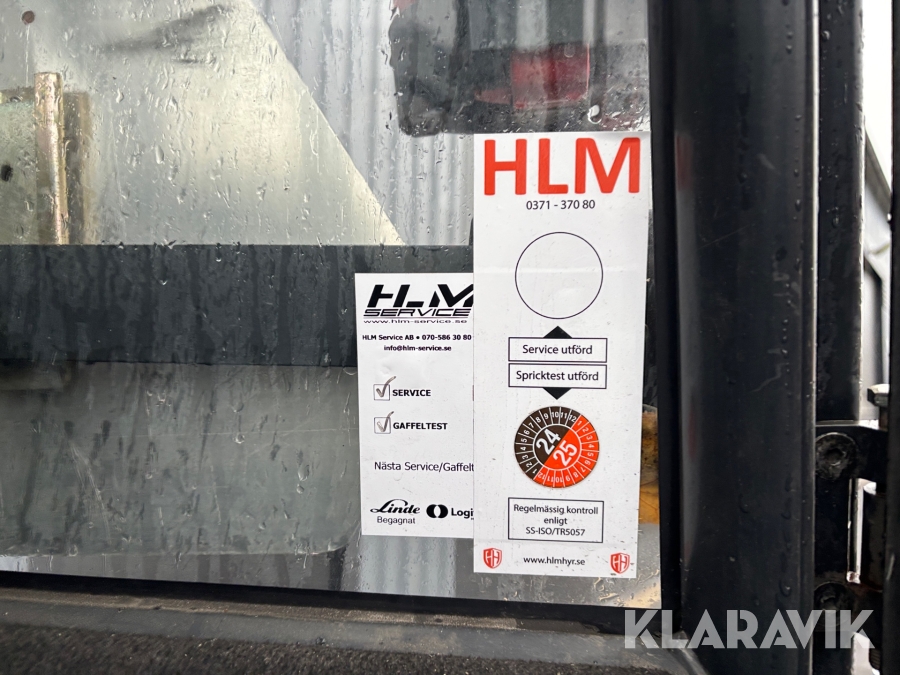 HLM
0371 - 370 80
Service utförd
Spricktest utförd
24
25
Regelmässig kontroll
enligt
SS-ISO/TR5057
www.hlmhyr.se
HLM
SERVICE
www.hlm-service.se
HLM Service AB • 070-586 30 80
info@hlm-service.se
SERVICE
GAFFELTEST
Nästa Service/Gaffelt
Linde
Begagnat
Logi
KLARAVIK